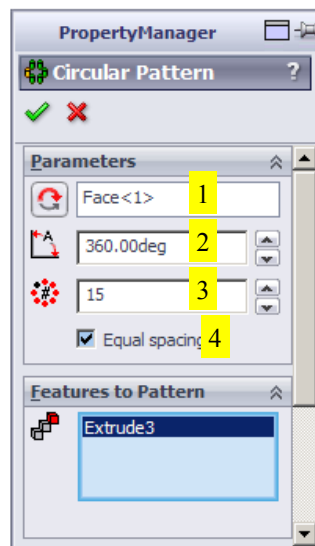 PropertyManager
Circular Pattern ?
Parameters
Face<1> 1
A
360.00deg 2
#
15 3
Equal spacing 4
Features to Pattern
Extrude3